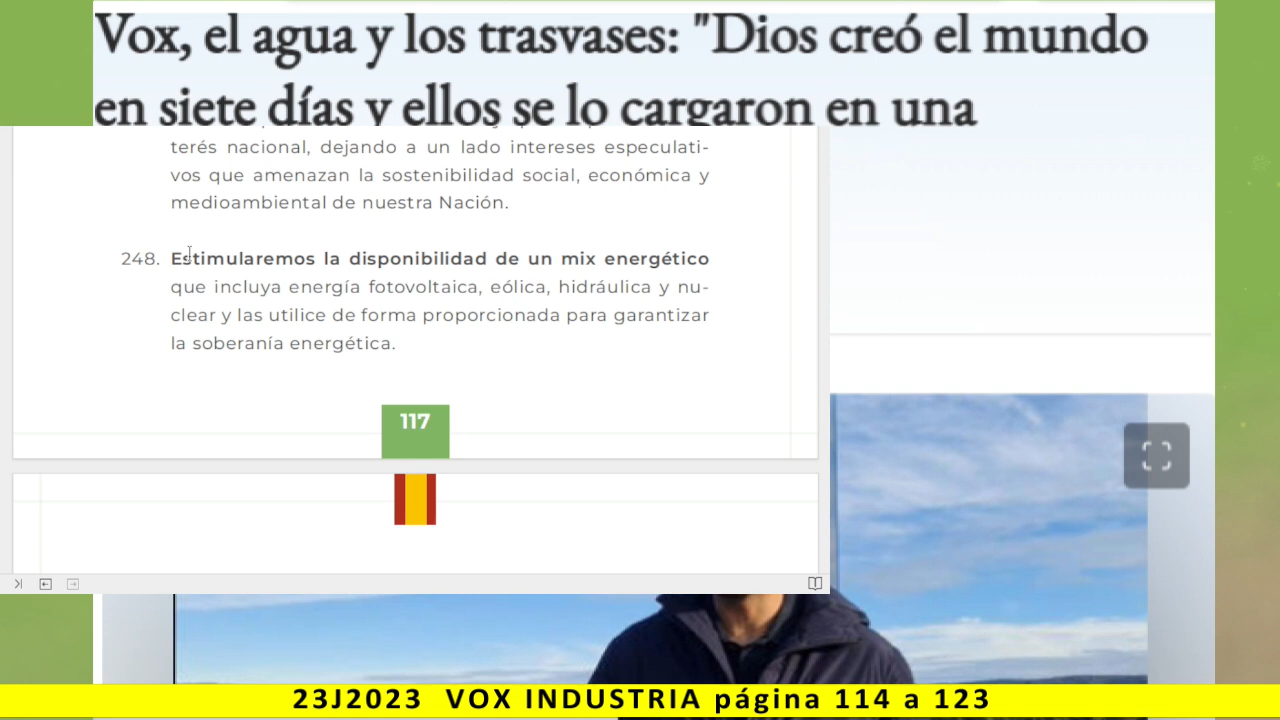 Vox, el agua y los trasvases: "Dios creó el mundo
en siete días y ellos se lo cargaron en una
terés nacional, dejando a un lado intereses especulati-
vos que amenazan la sostenibilidad social, económica y
medioambiental de nuestra Nación.
248. Estimularemos la disponibilidad de un mix energético
que incluya energía fotovoltaica, eólica, hidráulica y nu-
clear y las utilice de forma proporcionada para garantizar
la soberanía energética.
117
23J2023 VOX INDUSTRIA página 114 a 123